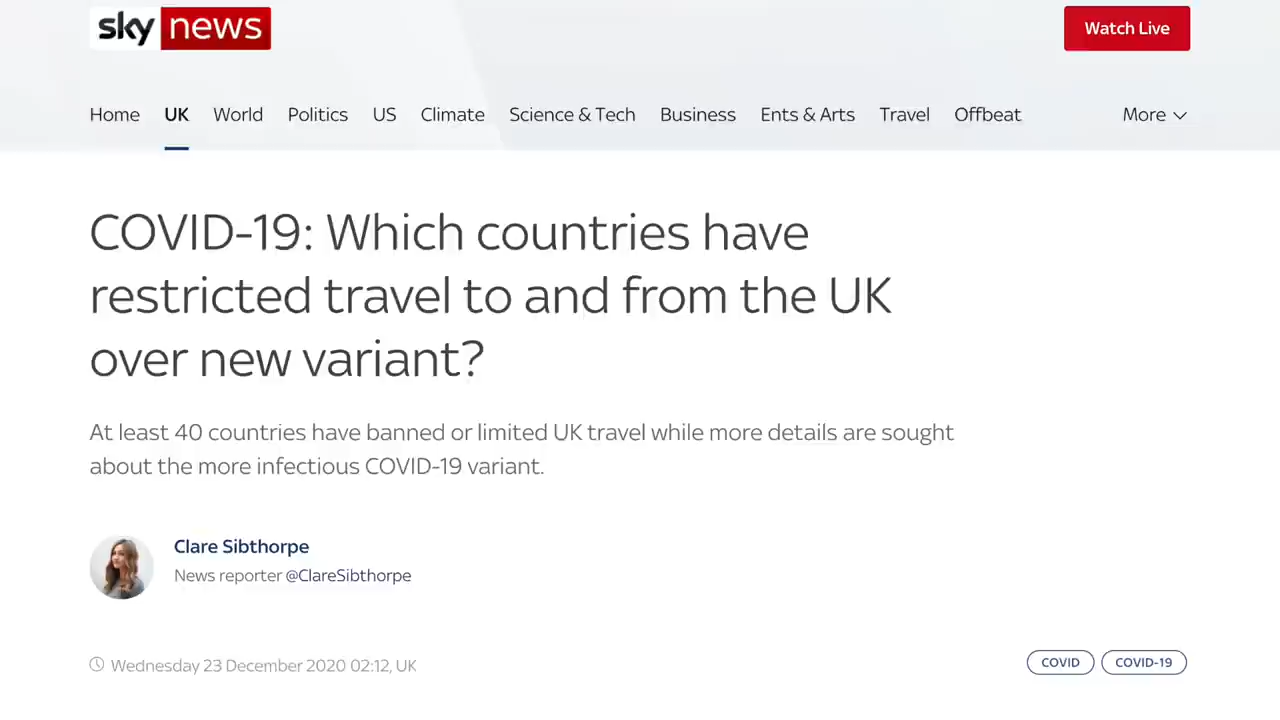 sky news
Watch Live
Home UK World Politics US Climate Science & Tech Business Ents & Arts Travel Offbeat More
COVID-19: Which countries have
restricted travel to and from the UK
over new variant?
At least 40 countries have banned or limited UK travel while more details are sought
about the more infectious COVID-19 variant.
Clare Sibthorpe
News reporter @ClareSibthorpe
Wednesday 23 December 2020 02:12, UK
COVID COVID-19